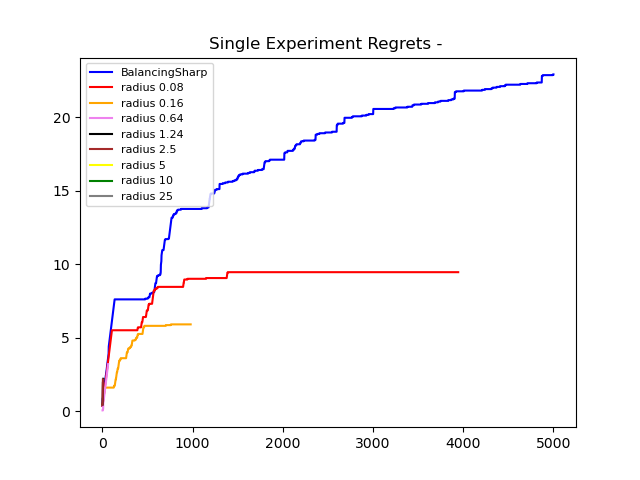 Single Experiment Regrets -
BalancingSharp
radius 0.08
radius 0.16
radius 0.64
radius 1.24
radius 2.5
radius 5
radius 10
radius 25
20
15
10
5
0
0 1000 2000 3000 4000 5000